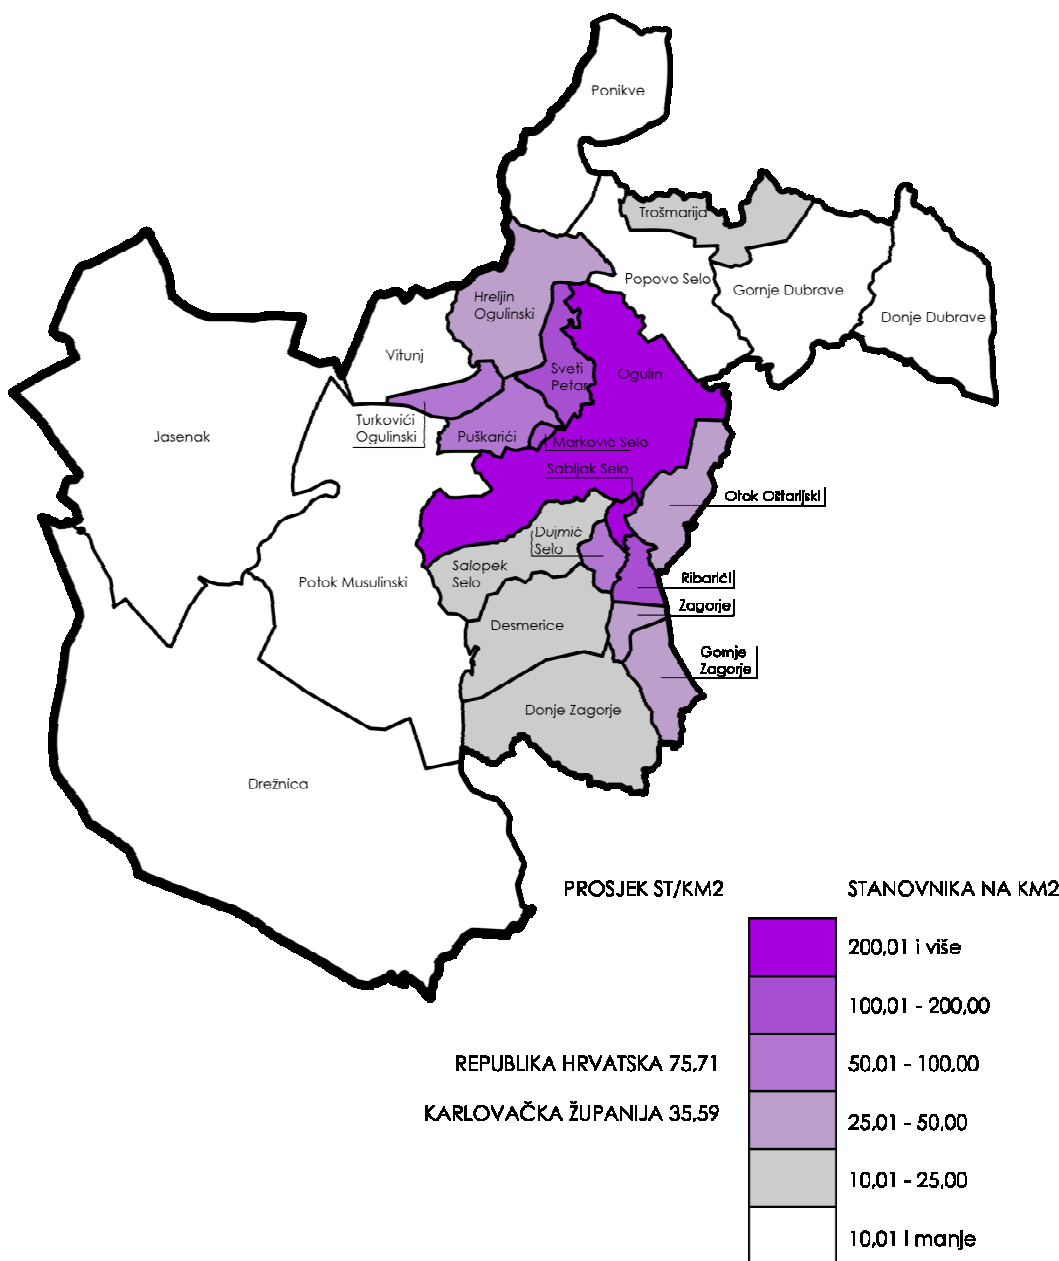 Ponikve
Trošmarija
Popovo Selo
Gornje Dubrave
Donje Dubrave
Hreljin
Ogulinski
Vitunj
Sveti
Petar
Ogulin
Jasenak
Turkovići
Ogulinski
Puškarići
Marković Selo
Sabljak Selo
Otok Oštarijski
Dujmić
Selo
Salopek
Selo
Potok Musulinski
Ribarići
Zagorje
Desmerice
Gornje
Zagorje
Donje Zagorje
Drežnica
PROSJEK ST/KM2
STANOVNIKA NA KM2
200,01 i više
100,01 - 200,00
REPUBLIKA HRVATSKA 75,71
50,01 - 100,00
KARLOVAČKA ŽUPANIJA 35,59
25,01 - 50,00
10,01 - 25,00
10,01 i manje